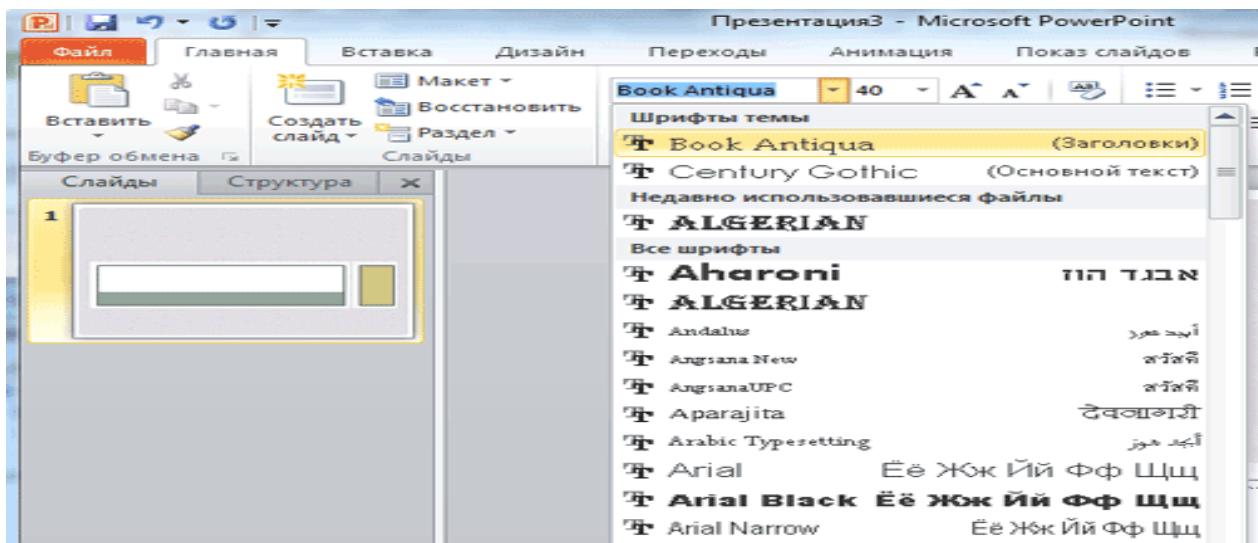 Презентация3 - Microsoft PowerPoint
Файл Главная Вставка Дизайн Переходы Анимация Показ слайдов
Вставить
Буфер обмена
Создать слайд
Макет
Восстановить
Раздел
Слайды
Book Antiqua 40
Слайды Структура
1
Шрифты темы
Book Antiqua (Заголовки)
Century Gothic (Основной текст)
Недавно использовавшиеся файлы
ALGERIAN
Все шрифты
Aharoni אבגד הוז
ALGERIAN
Andalus أبجد هوز
Angsana New สวัสดี
AngsanaUPC สวัสดี
Aparajita देवनागरी
Arabic Typesetting أبجد هوز
Arial Ёё Жж Йй Фф Щщ
Arial Black Ёё Жж Йй Фф Щщ
Arial Narrow Ёё Жж Йй Фф Щщ